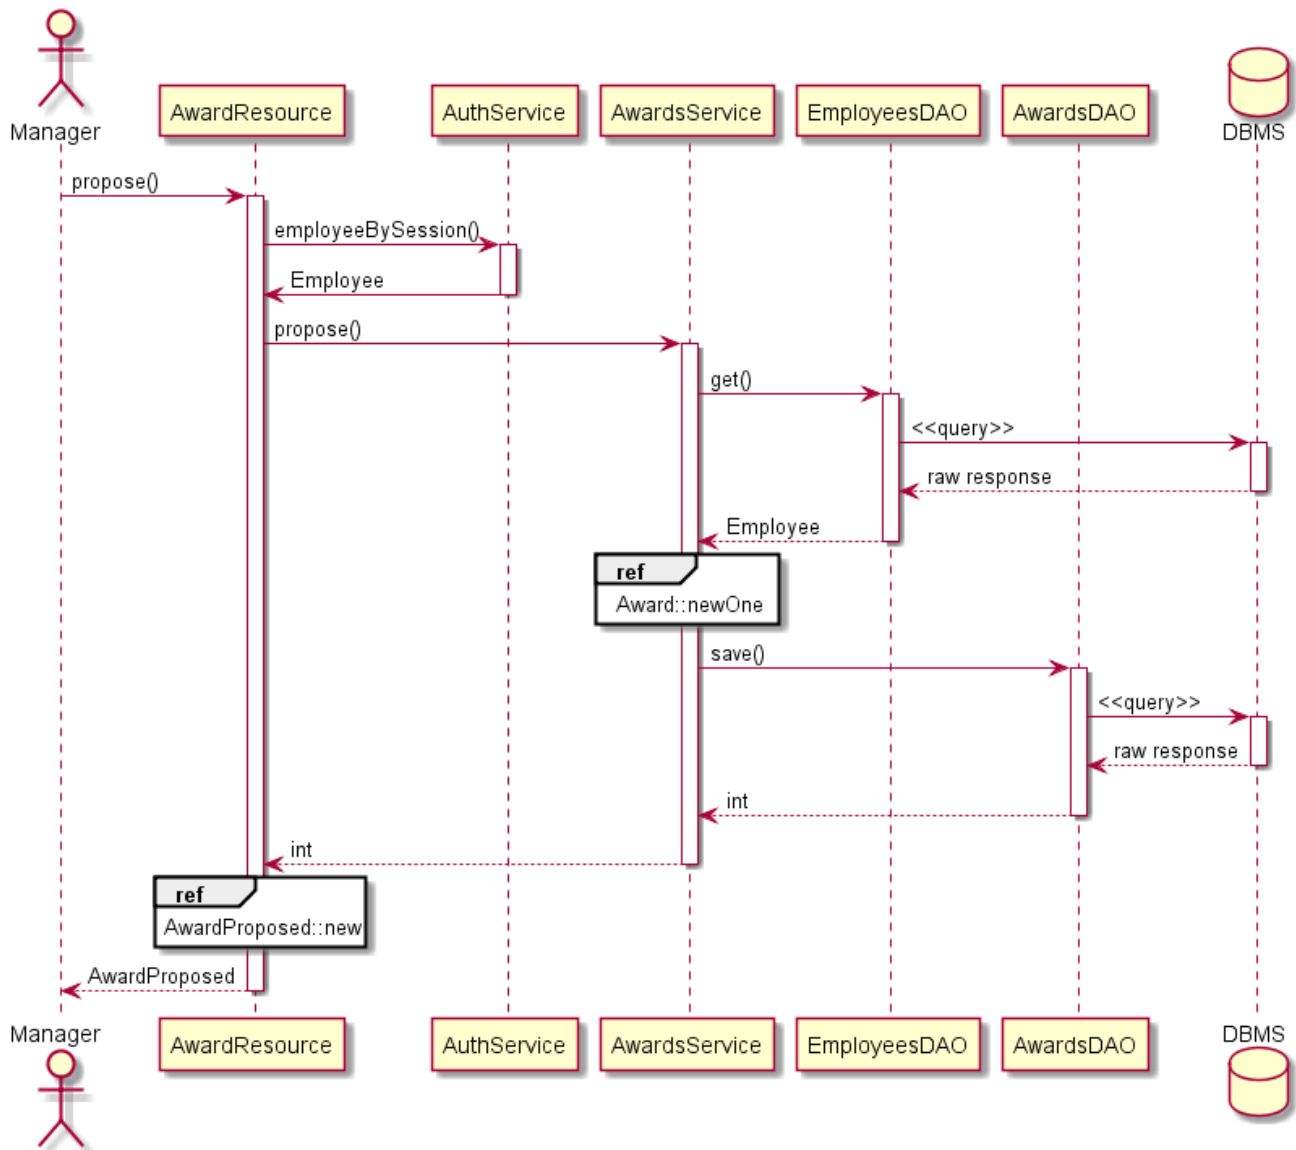 Manager
AwardResource
AuthService
AwardsService
EmployeesDAO
AwardsDAO
DBMS
propose()
employeeBySession()
Employee
propose()
get()
<<query>>
raw response
Employee
ref
Award::newOne
save()
<<query>>
raw response
int
int
ref
AwardProposed::new
AwardProposed
Manager
AwardResource
AuthService
AwardsService
EmployeesDAO
AwardsDAO
DBMS